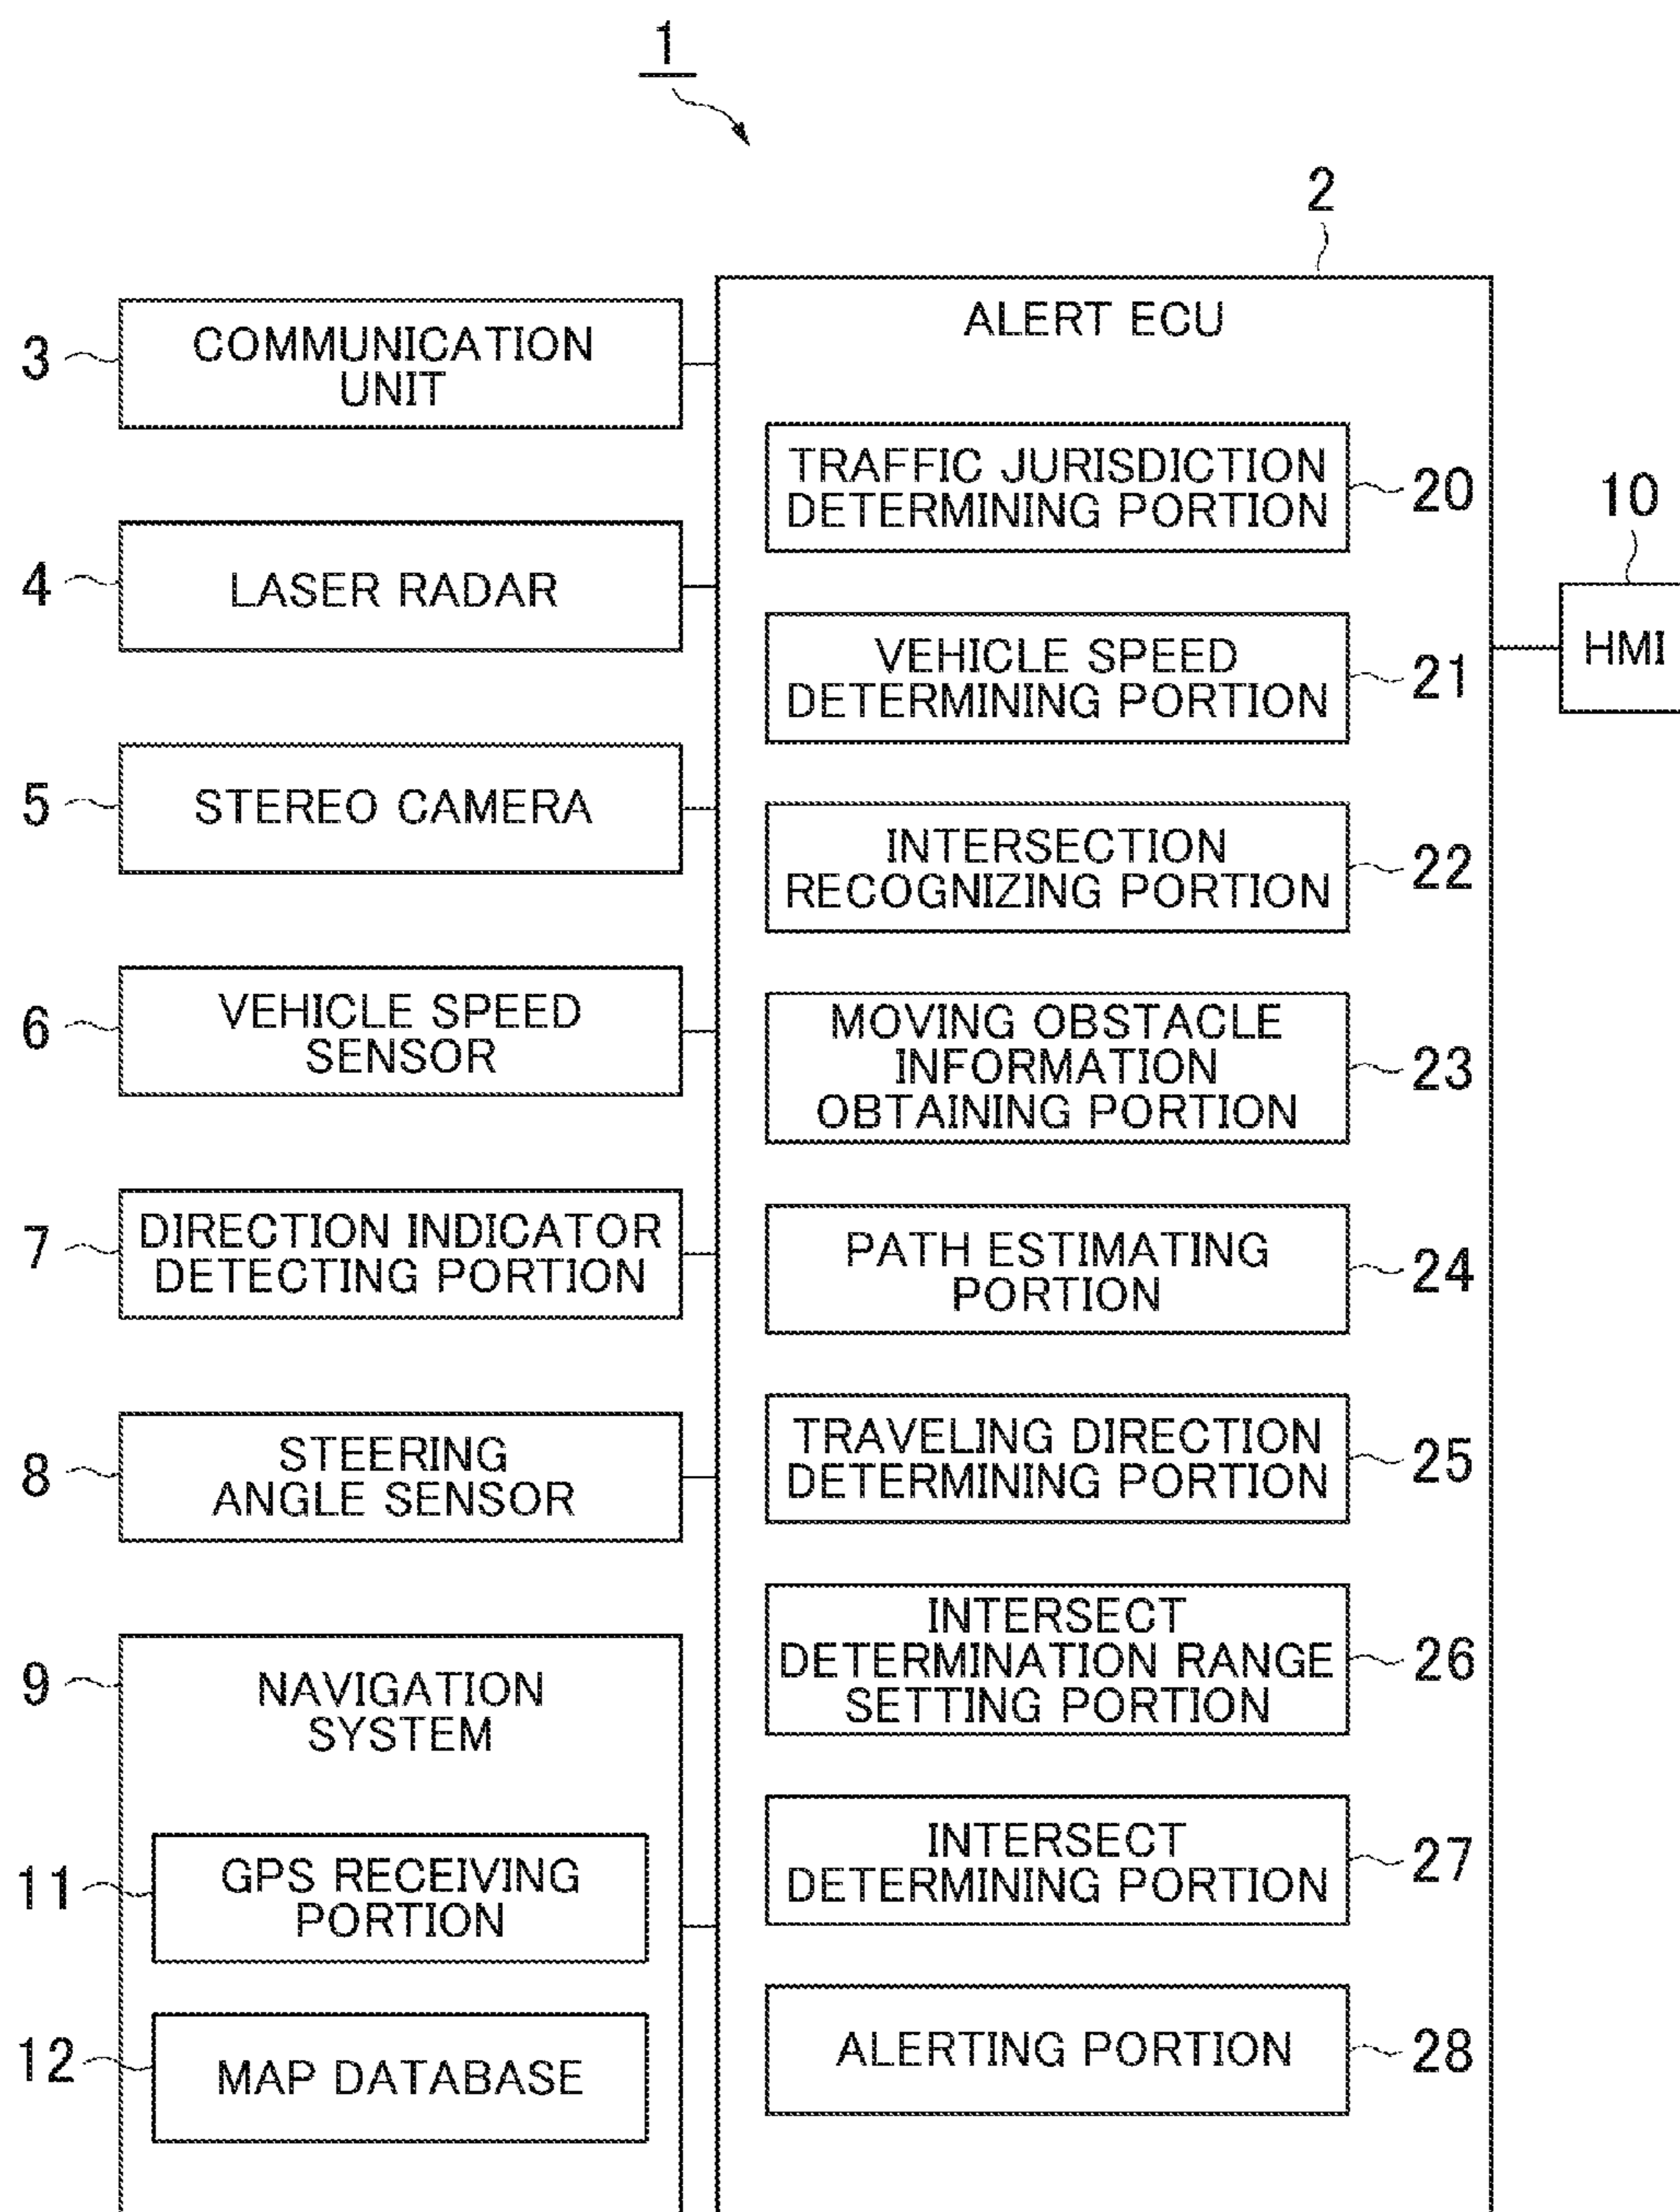 1
2
ALERT ECU
3
COMMUNICATION
UNIT
4
LASER RADAR
5
STEREO CAMERA
6
VEHICLE SPEED
SENSOR
7
DIRECTION INDICATOR
DETECTING PORTION
8
STEERING
ANGLE SENSOR
9
NAVIGATION
SYSTEM
11
GPS RECEIVING
PORTION
12
MAP DATABASE
TRAFFIC JURISDICTION
DETERMINING PORTION
20
VEHICLE SPEED
DETERMINING PORTION
21
INTERSECTION
RECOGNIZING PORTION
22
MOVING OBSTACLE
INFORMATION
OBTAINING PORTION
23
PATH ESTIMATING
PORTION
24
TRAVELING DIRECTION
DETERMINING PORTION
25
INTERSECT
DETERMINATION RANGE
SETTING PORTION
26
INTERSECT
DETERMINING PORTION
27
ALERTING PORTION
28
10
HMI